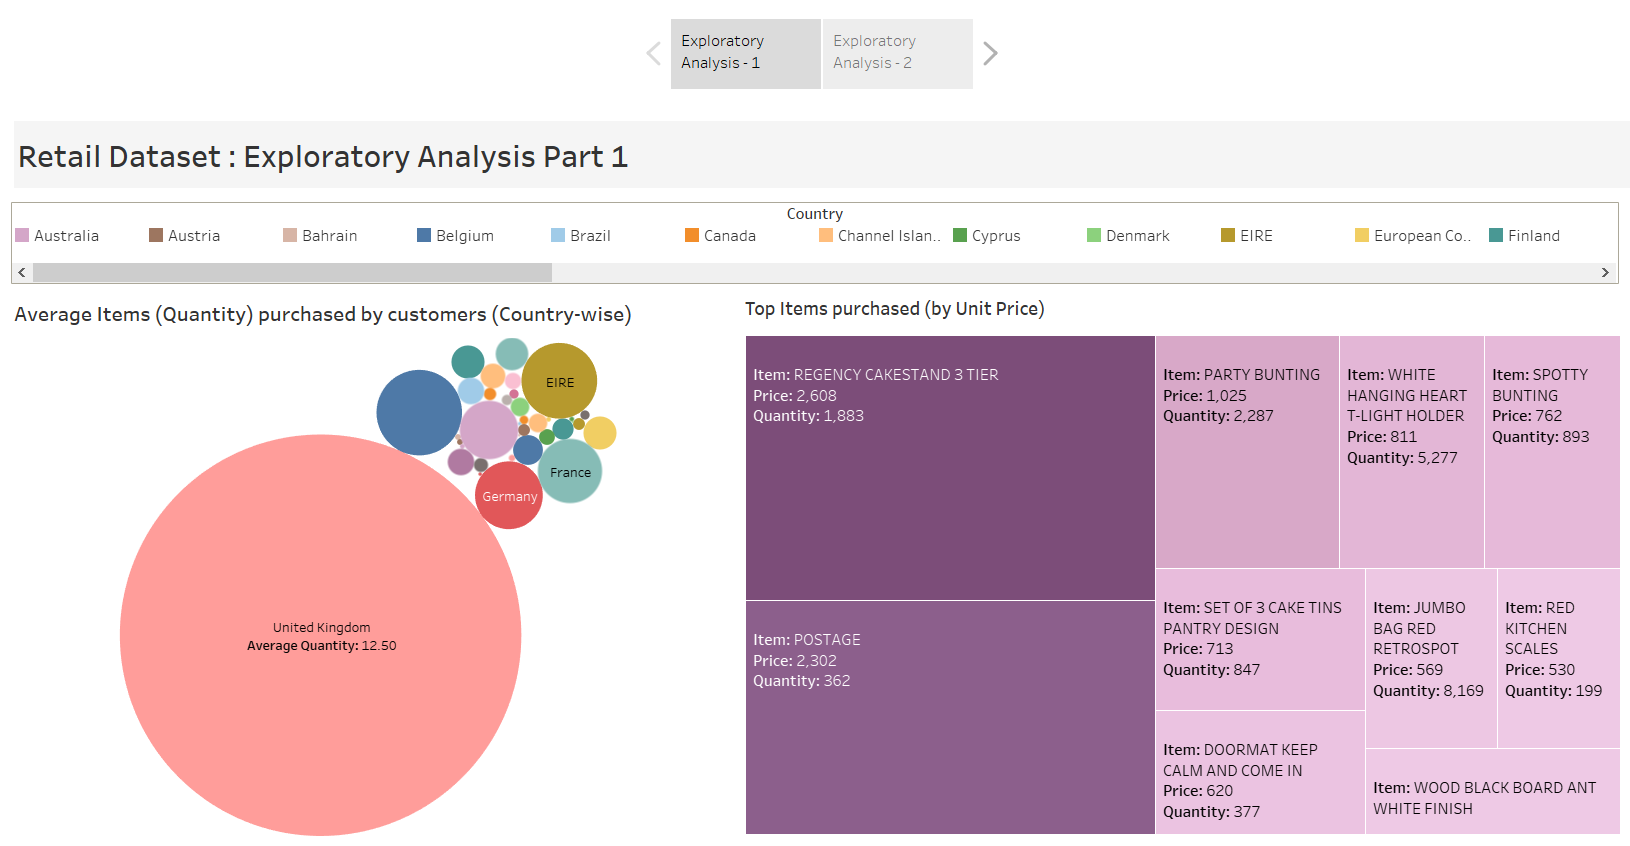 Exploratory
Analysis - 1
Exploratory
Analysis - 2
Retail Dataset : Exploratory Analysis Part 1
Country
Australia
Austria
Bahrain
Belgium
Brazil
Canada
Channel Islan..
Cyprus
Denmark
EIRE
European Co..
Finland
Average Items (Quantity) purchased by customers (Country-wise)
EIRE
France
Germany
United Kingdom
Average Quantity: 12.50
Top Items purchased (by Unit Price)
Item: REGENCY CAKESTAND 3 TIER
Price: 2,608
Quantity: 1,883
Item: POSTAGE
Price: 2,302
Quantity: 362
Item: PARTY BUNTING
Price: 1,025
Quantity: 2,287
Item: WHITE
HANGING HEART
T-LIGHT HOLDER
Price: 811
Quantity: 5,277
Item: SPOTTY
BUNTING
Price: 762
Quantity: 893
Item: SET OF 3 CAKE TINS
PANTRY DESIGN
Price: 713
Quantity: 847
Item: DOORMAT KEEP
CALM AND COME IN
Price: 620
Quantity: 377
Item: JUMBO
BAG RED
RETROSPOT
Price: 569
Quantity: 8,169
Item: RED
KITCHEN
SCALES
Price: 530
Quantity: 199
Item: WOOD BLACK BOARD ANT
WHITE FINISH